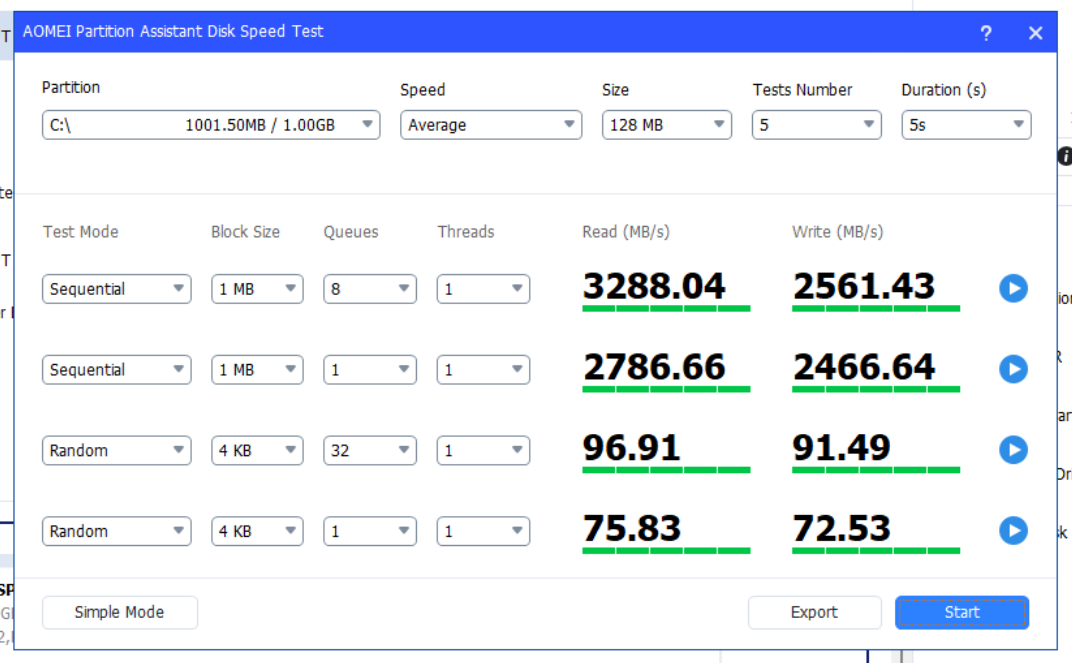 AOMEI Partition Assistant Disk Speed Test ?
Partition Speed Size Tests Number Duration (s)
C:\ 1001.50MB / 1.00GB Average 128 MB 5 5s
Test Mode Block Size Queues Threads Read (MB/s) Write (MB/s)
Sequential 1 MB 8 1 3288.04 2561.43
Sequential 1 MB 1 1 2786.66 2466.64
Random 4 KB 32 1 96.91 91.49
Random 4 KB 1 1 75.83 72.53
Simple Mode Export Start